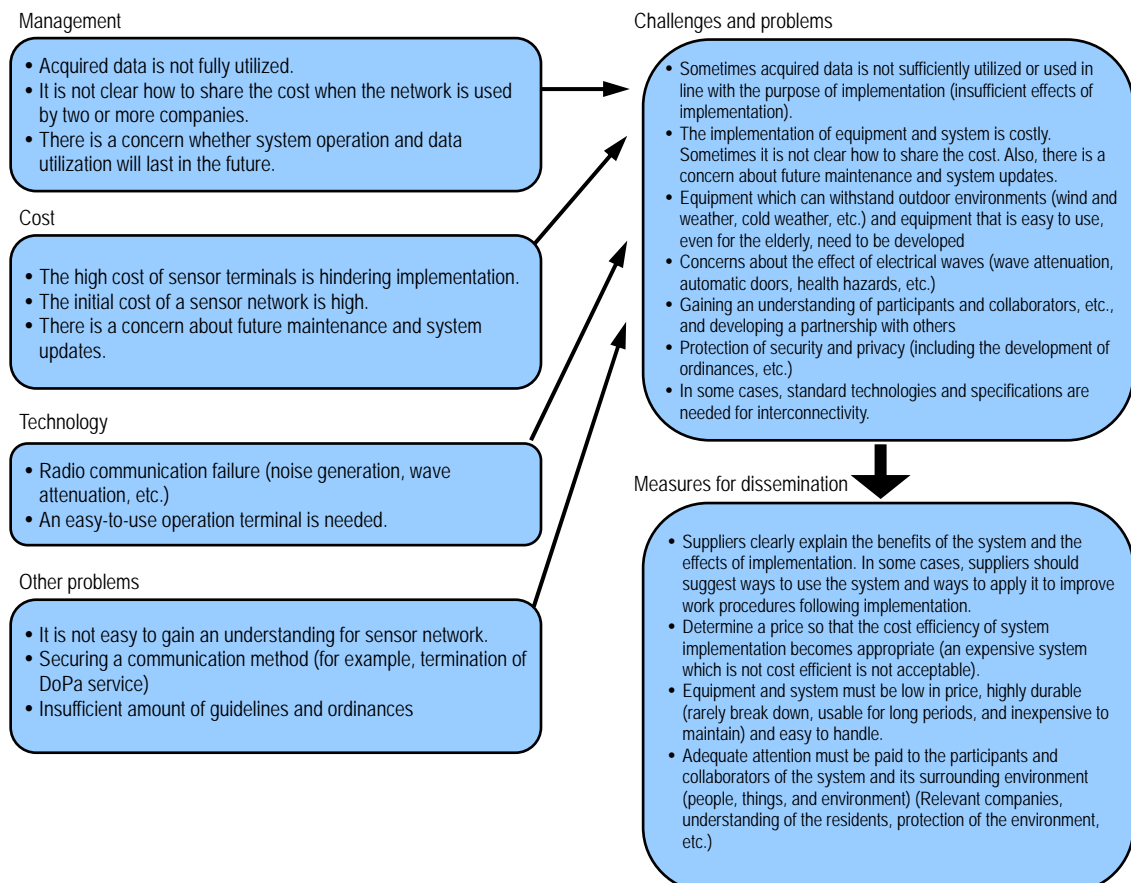 Management
• Acquired data is not fully utilized.
• It is not clear how to share the cost when the network is used
by two or more companies.
• There is a concern whether system operation and data
utilization will last in the future.
Cost
• The high cost of sensor terminals is hindering implementation.
• The initial cost of a sensor network is high.
• There is a concern about future maintenance and system
updates.
Technology
• Radio communication failure (noise generation, wave
attenuation, etc.)
• An easy-to-use operation terminal is needed.
Other problems
• It is not easy to gain an understanding for sensor network.
• Securing a communication method (for example, termination of
DoPa service)
• Insufficient amount of guidelines and ordinances
Challenges and problems
• Sometimes acquired data is not sufficiently utilized or used in
line with the purpose of implementation (insufficient effects of
implementation).
• The implementation of equipment and system is costly.
Sometimes it is not clear how to share the cost. Also, there is a
concern about future maintenance and system updates.
• Equipment which can withstand outdoor environments (wind and
weather, cold weather, etc.) and equipment that is easy to use,
even for the elderly, need to be developed
• Concerns about the effect of electrical waves (wave attenuation,
automatic doors, health hazards, etc.)
• Gaining an understanding of participants and collaborators, etc.,
and developing a partnership with others
• Protection of security and privacy (including the development of
ordinances, etc.)
• In some cases, standard technologies and specifications are
needed for interconnectivity.
Measures for dissemination
• Suppliers clearly explain the benefits of the system and the
effects of implementation. In some cases, suppliers should
suggest ways to use the system and ways to apply it to improve
work procedures following implementation.
• Determine a price so that the cost efficiency of system
implementation becomes appropriate (an expensive system
which is not cost efficient is not acceptable).
• Equipment and system must be low in price, highly durable
(rarely break down, usable for long periods, and inexpensive to
maintain) and easy to handle.
• Adequate attention must be paid to the participants and
collaborators of the system and its surrounding environment
(people, things, and environment) (Relevant companies,
understanding of the residents, protection of the environment,
etc.)